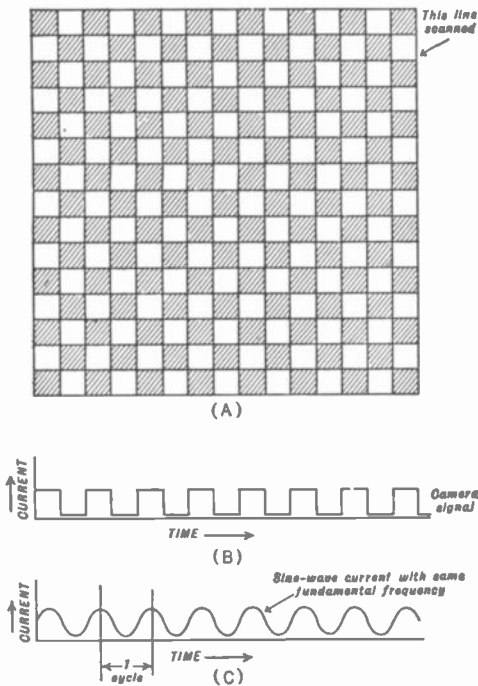 This line
scanned
(A)
CURRENT
Camera
signal
TIME
(B)
Sine-wave current with same
fundamental frequency
CURRENT
1
cycle
TIME
(C)